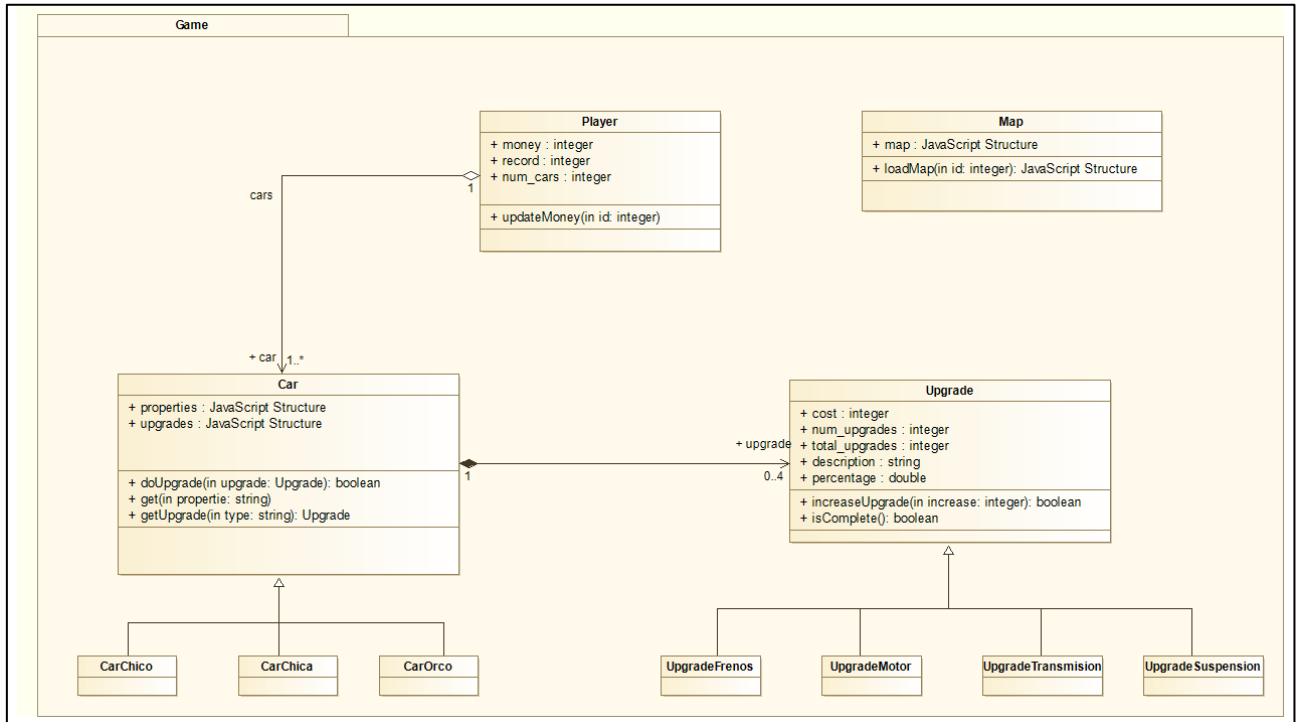 Game
Player
+ money : integer
+ record : integer
+ num_cars : integer
+ updateMoney(in id: integer)
1
cars
Map
+ map : JavaScript Structure
+ loadMap(in id: integer): JavaScript Structure
+ car
1..*
Car
+ properties : JavaScript Structure
+ upgrades : JavaScript Structure
+ doUpgrade(in upgrade: Upgrade): boolean
+ get(in propertie: string)
+ getUpgrade(in type: string): Upgrade
1
+ upgrade
0..4
Upgrade
+ cost : integer
+ num_upgrades : integer
+ total_upgrades : integer
+ description : string
+ percentage : double
+ increaseUpgrade(in increase: integer): boolean
+ isComplete(): boolean
CarChico
CarChica
CarOrco
UpgradeFrenos
UpgradeMotor
UpgradeTransmision
UpgradeSuspension